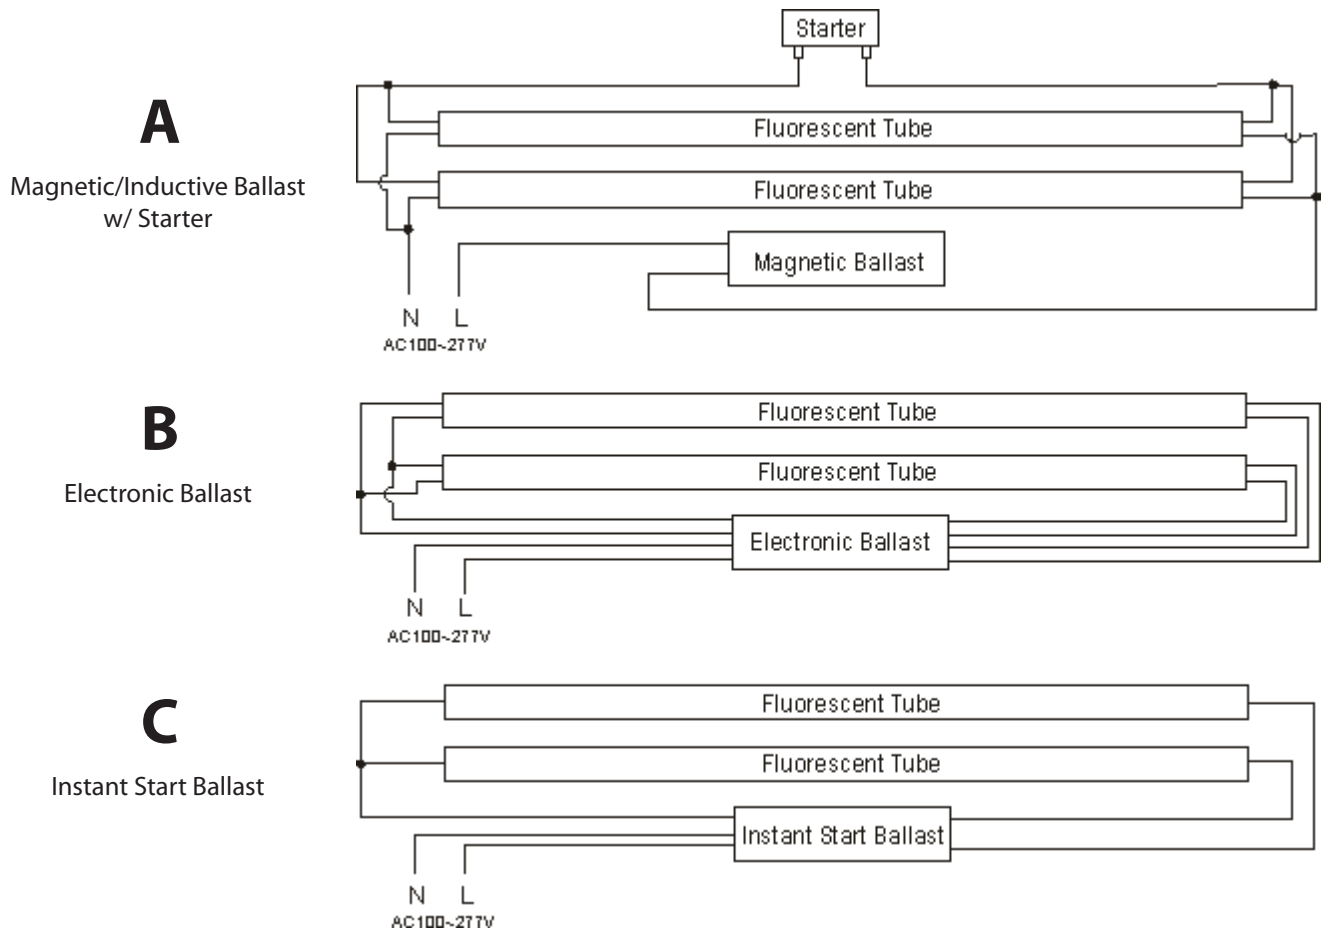 Starter
A
Magnetic/Inductive Ballast
w/ Starter
Fluorescent Tube
Fluorescent Tube
Magnetic Ballast
N L
AC100~277V
B
Electronic Ballast
Fluorescent Tube
Fluorescent Tube
Electronic Ballast
N L
AC100~277V
C
Instant Start Ballast
Fluorescent Tube
Fluorescent Tube
Instant Start Ballast
N L
AC100~277V